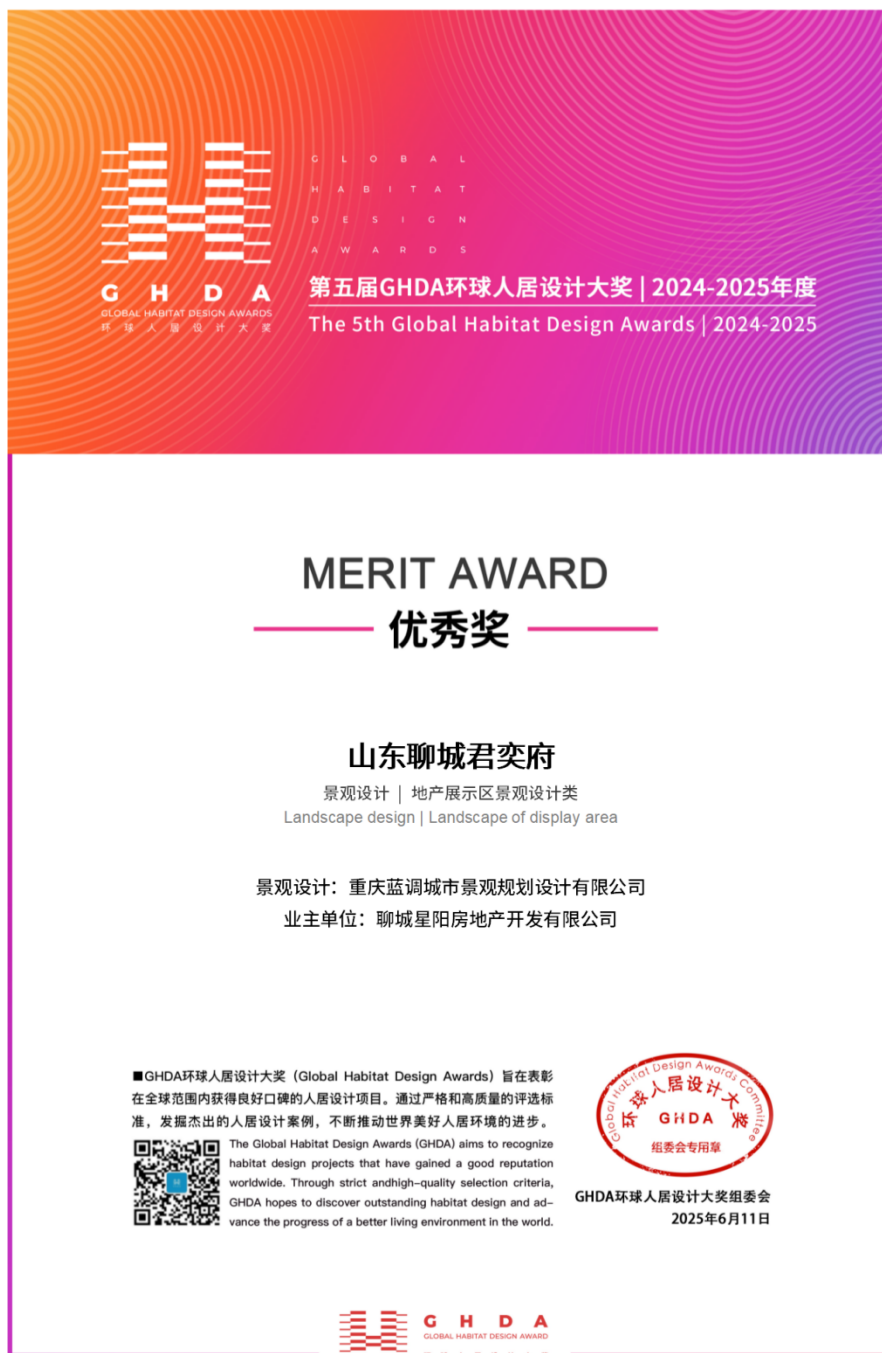 GLOBAL
HABITAT
DESIGN
AWARDS
GHDA
GLOBAL HABITAT DESIGN AWARDS
环球人居设计大奖
第五届GHDA环球人居设计大奖 | 2024-2025年度
The 5th Global Habitat Design Awards | 2024-2025
MERIT AWARD
优秀奖
山东聊城君奕府
景观设计 | 地产展示区景观设计类
Landscape design | Landscape of display area
景观设计：重庆蓝调城市景观规划设计有限公司
业主单位：聊城星阳房地产开发有限公司
■GHDA环球人居设计大奖（Global Habitat Design Awards）旨在表彰
在全球范围内获得良好口碑的人居设计项目。通过严格和高质量的评选标
准，发掘杰出的人居设计案例，不断推动世界美好人居环境的进步。
The Global Habitat Design Awards (GHDA) aims to recognize
habitat design projects that have gained a good reputation
worldwide. Through strict andhigh-quality selection criteria,
GHDA hopes to discover outstanding habitat design and ad-
vance the progress of a better living environment in the world.
Global Habitat Design Awards Committee
环球人居设计大奖
GHDA
组委会专用章
GHDA环球人居设计大奖组委会
2025年6月11日
GHDA
GLOBAL HABITAT DESIGN AWARD